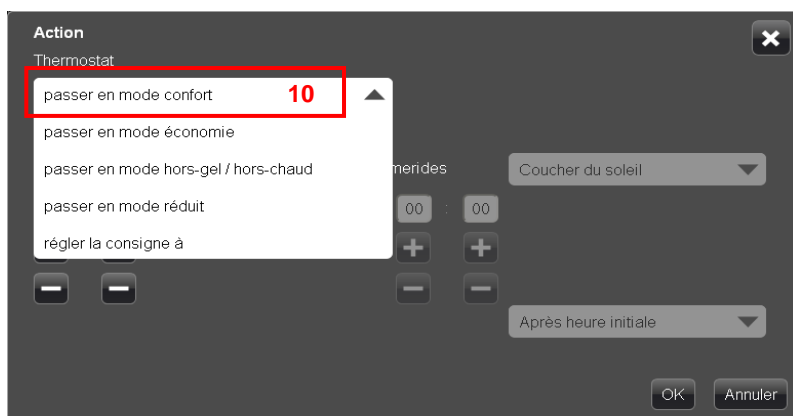 Action
Thermostat
passer en mode confort 10
passer en mode économie
passer en mode hors-gel / hors-chaud merides Coucher du soleil
passer en mode réduit 00 : 00
régler la consigne à
Après heure initiale
OK Annuler